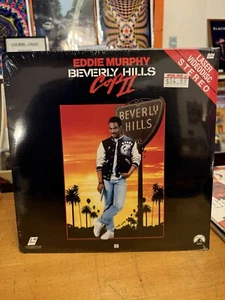 EDDIE MURPHY
BEVERLY HILLS
COP II
LASER
VIDEODISC
STEREO
BEVERLY
HILLS